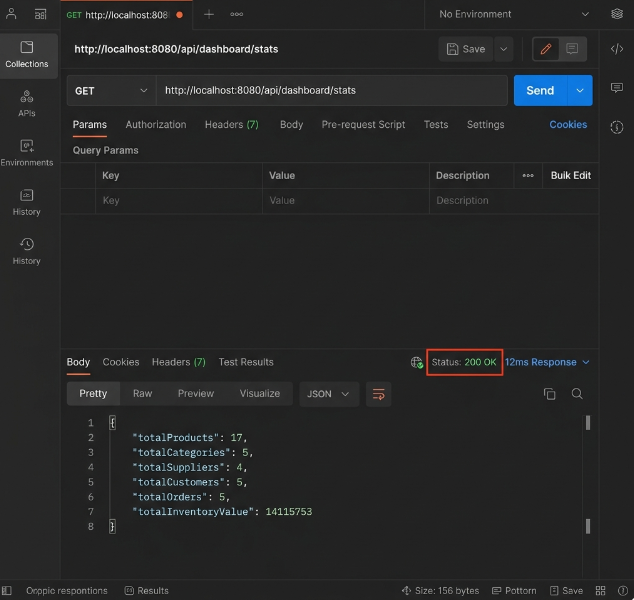 GET http://localhost:808
No Environment
http://localhost:8080/api/dashboard/stats
Save
Collections
GET
http://localhost:8080/api/dashboard/stats
Send
APIs
Params Authorization Headers (7) Body Pre-request Script Tests Settings Cookies
Query Params
Environments
Key Value Description Buik Edit
Key Value Description
History
History
Body Cookies Headers (7) Test Results
Status: 200 OK 12ms Response
Pretty Raw Preview Visualize JSON
1 {
2 "totalProducts": 17,
3 "totalCategories": 5,
4 "totalSuppliers": 4,
5 "totalCustomers": 5,
6 "totalOrders": 5,
7 "totalInventoryValue": 14115753
8 }
Orppic respontions Results Size: 156 bytes Pottorn Save